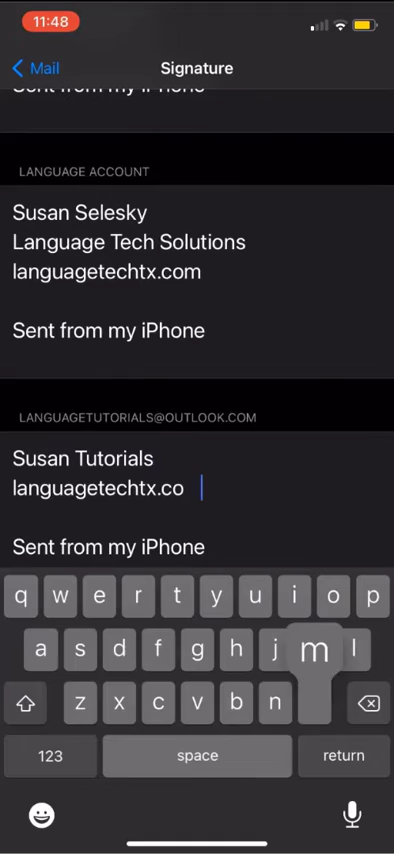 11:48
Mail
Signature
Sent from my iPhone
LANGUAGE ACCOUNT
Susan Selesky
Language Tech Solutions
languagetechtx.com
Sent from my iPhone
LANGUAGETUTORIALS@OUTLOOK.COM
Susan Tutorials
languagetechtx.co
Sent from my iPhone
q w e r t y u i o p
a s d f g h j m l
z x c v b n
123 space return